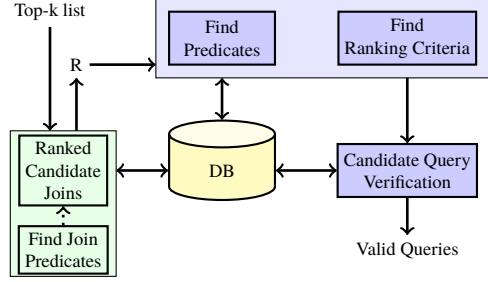 Top-k list
Find
Predicates
Find
Ranking Criteria
R
Ranked
Candidate
Joins
DB
Candidate Query
Verification
Find Join
Predicates
Valid Queries